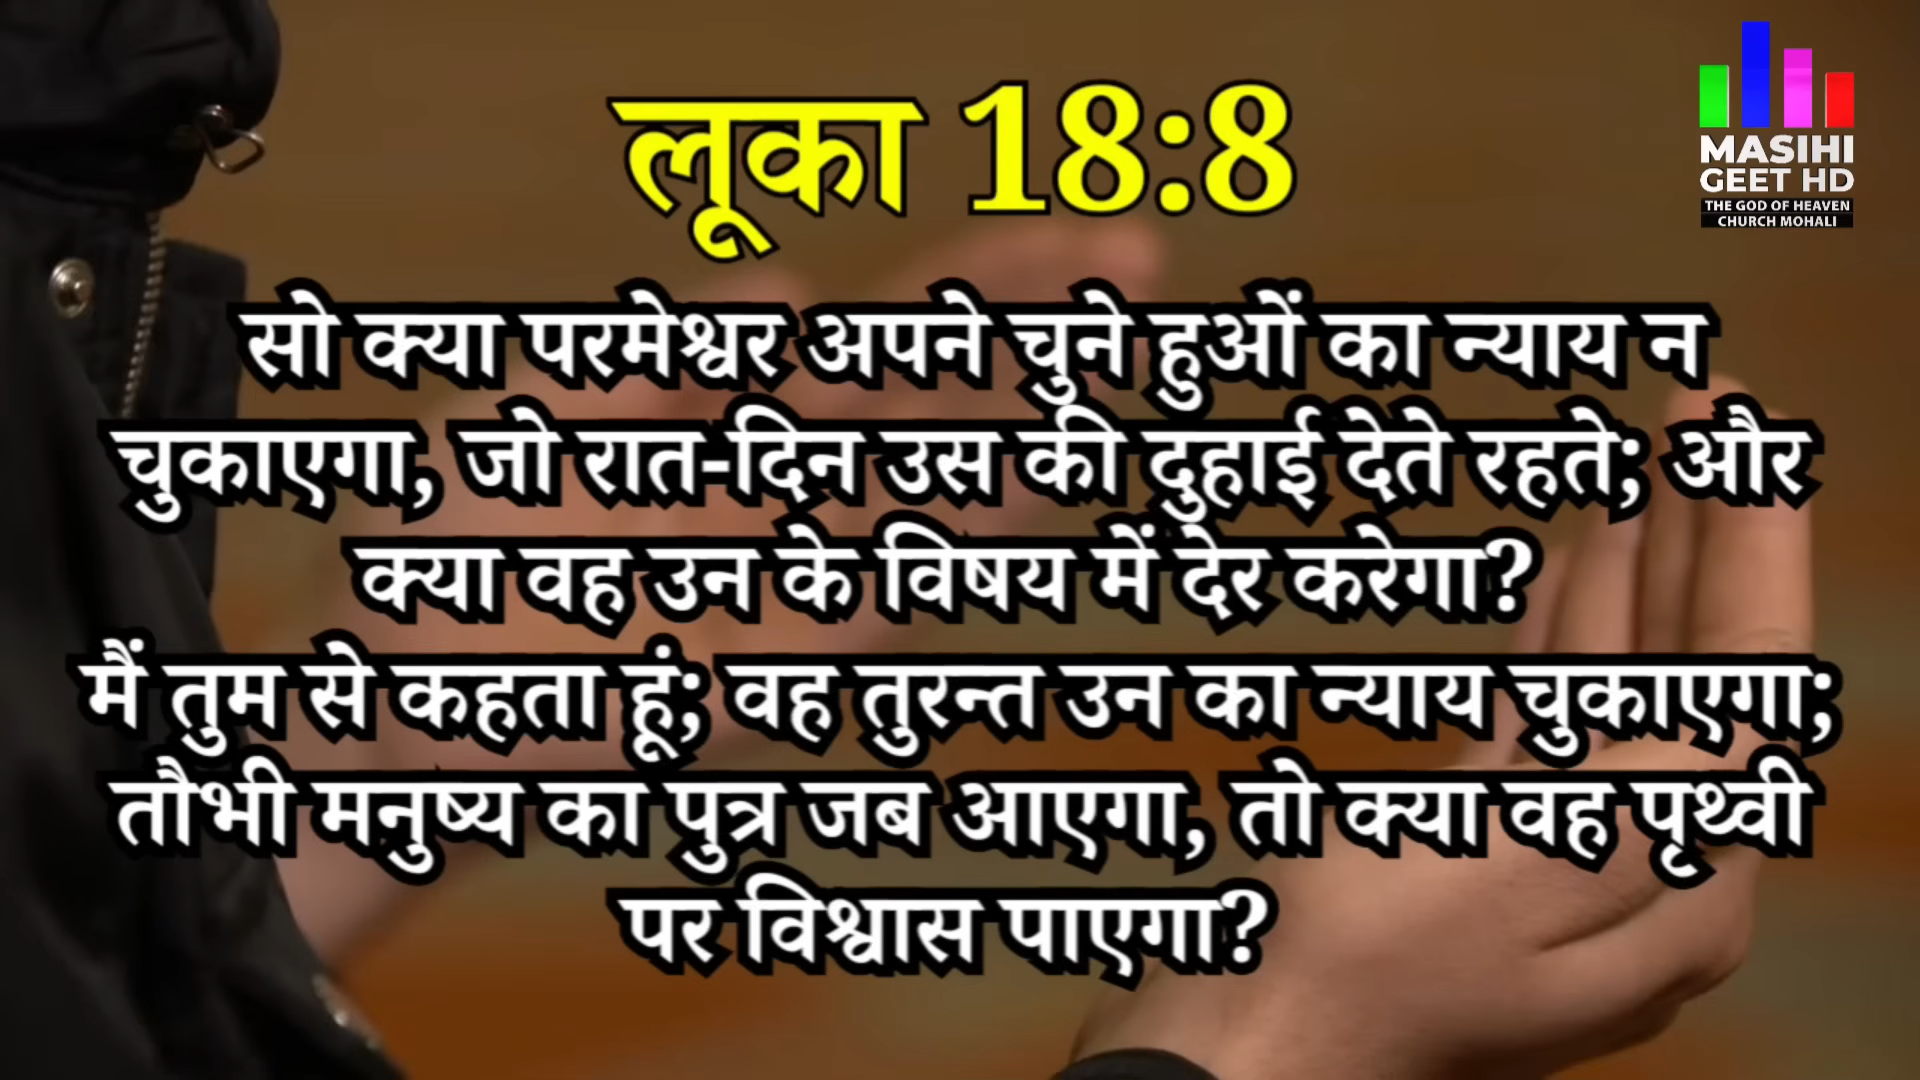 लूका 18:8
MASIHI
GEET HD
THE GOD OF HEAVEN
CHURCH MOHALI
सो क्या परमेश्वर अपने चुने हुओं का न्याय न
चुकाएगा, जो रात-दिन उस की दुहाई देते रहते; और
क्या वह उन के विषय में देर करेगा?
मैं तुम से कहता हूं; वह तुरन्त उन का न्याय चुकाएगा;
तौभी मनुष्य का पुत्र जब आएगा, तो क्या वह पृथ्वी
पर विश्वास पाएगा?